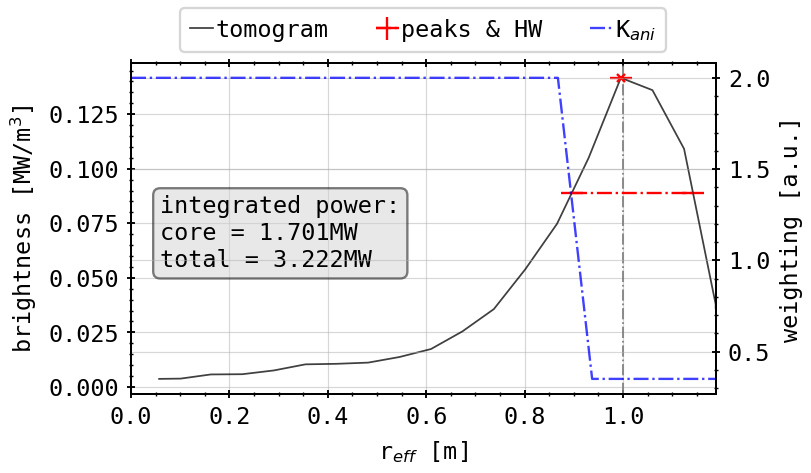 tomogram peaks & HW K_ani
brightness [MW/m³]
0.125
0.100
0.075
0.050
0.025
0.000
integrated power:
core = 1.701MW
total = 3.222MW
2.0
1.5
1.0
0.5
weighting [a.u.]
0.0 0.2 0.4 0.6 0.8 1.0
r_eff [m]